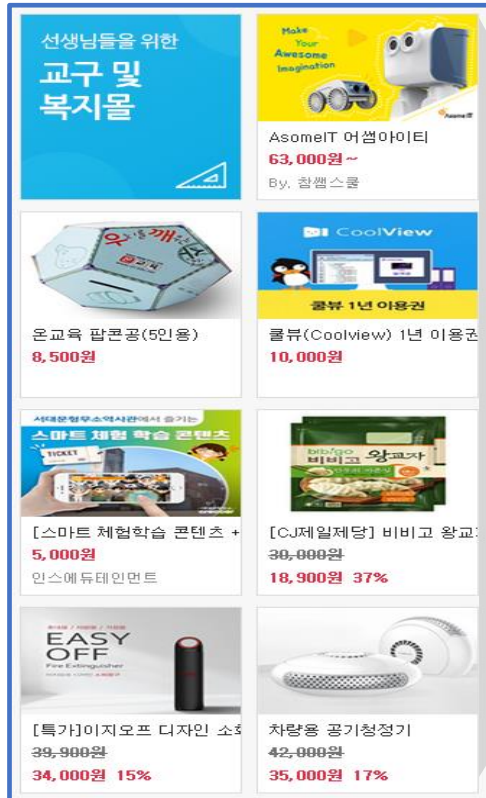 선생님들을 위한
교구 및
복지몰
Make
Your
Awesome
Imagination
AsomeIT 어썸아이티
63,000원~
By. 참쌤스쿨
온교육 팝콘공(5인용)
8,500원
CoolView
쿨뷰 1년 이용권
쿨뷰(Coolview) 1년 이용권
10,000원
서대문형무소역사관에서 즐기는
스마트 체험 학습 콘텐츠
TICKET
[스마트 체험학습 콘텐츠 +
5,000원
인스에듀테인먼트
bibigo
비비고 왕교자
[CJ제일제당] 비비고 왕교
30,000원
18,900원 37%
EASY
OFF
Fire Extinguisher
[특가]이지오프 디자인 소
39,900원
34,000원 15%
차량용 공기청정기
42,000원
35,000원 17%